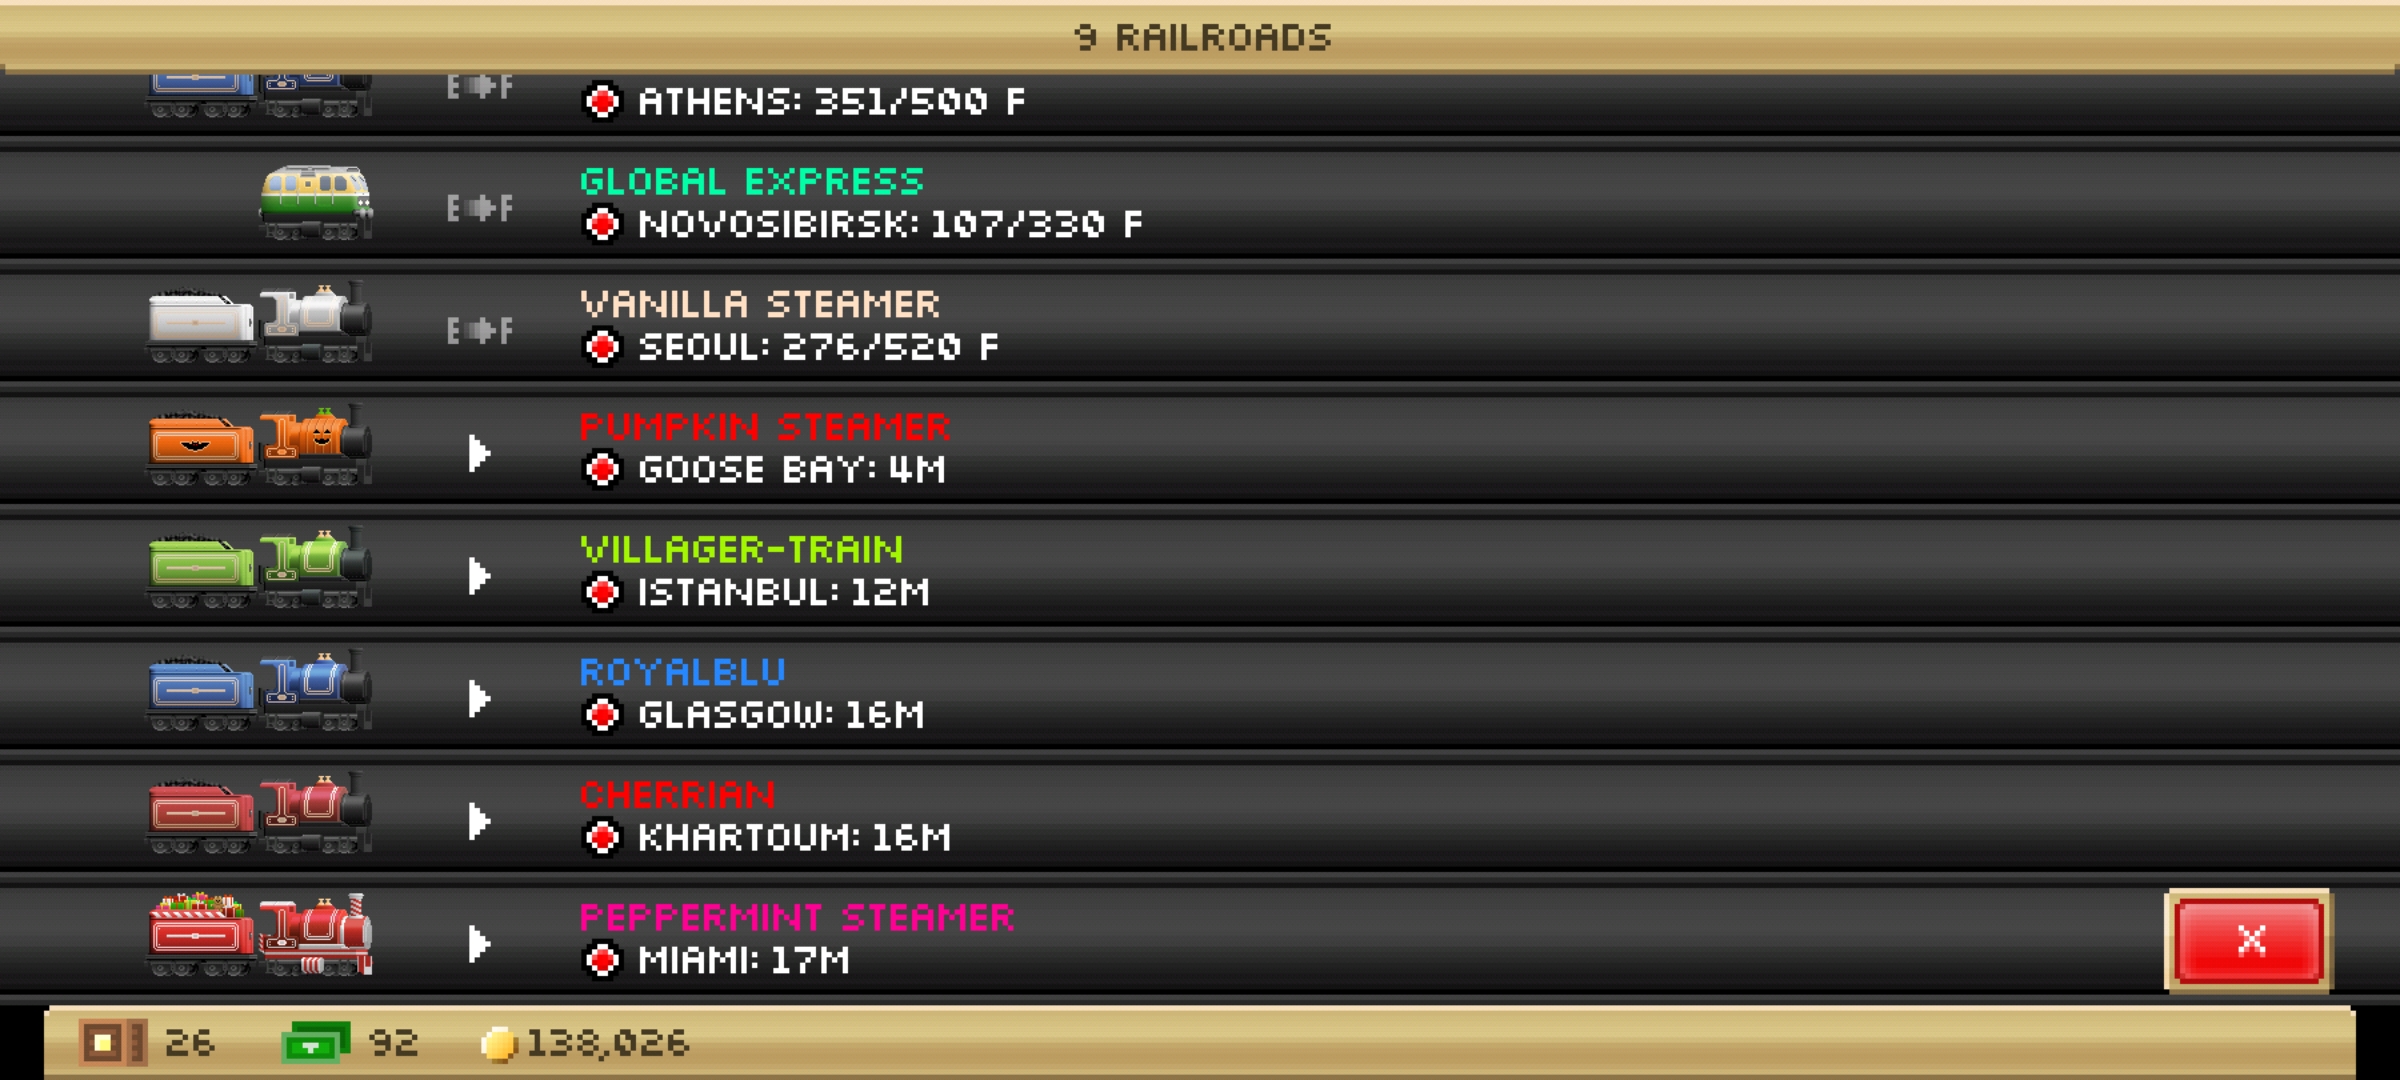 9 RAILROADS
E F
ATHENS: 351/500 F
GLOBAL EXPRESS
E F
NOVOSIBIRSK: 107/330 F
VANILLA STEAMER
E F
SEOUL: 276/520 F
PUMPKIN STEAMER
GOOSE BAY: 4M
VILLAGER-TRAIN
ISTANBUL: 12M
ROYALBLU
GLASGOW: 16M
CHERRIAN
KHARTOUM: 16M
PEPPERMINT STEAMER
MIAMI: 17M
X
26 92 138,026